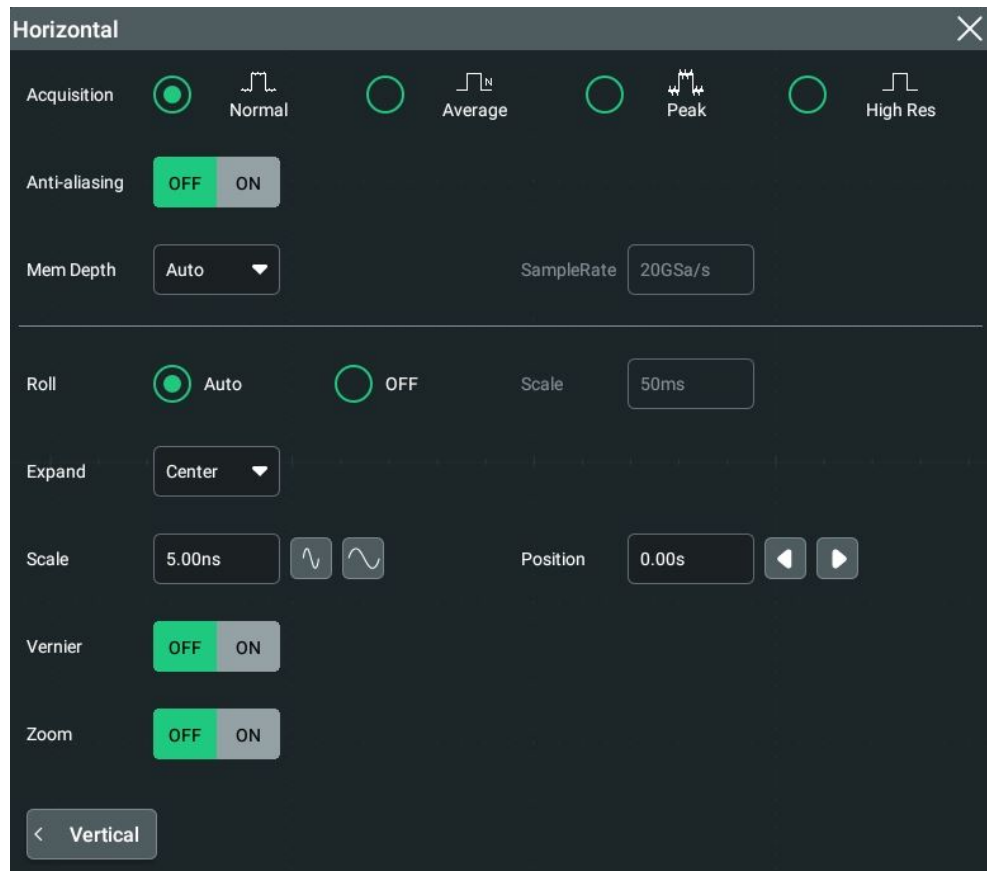 Horizontal
Acquisition Normal N Average Peak High Res
Anti-aliasing OFF ON
Mem Depth Auto SampleRate 20GSa/s
Roll Auto OFF Scale 50ms
Expand Center
Scale 5.00ns Position 0.00s
Vernier OFF ON
Zoom OFF ON
< Vertical